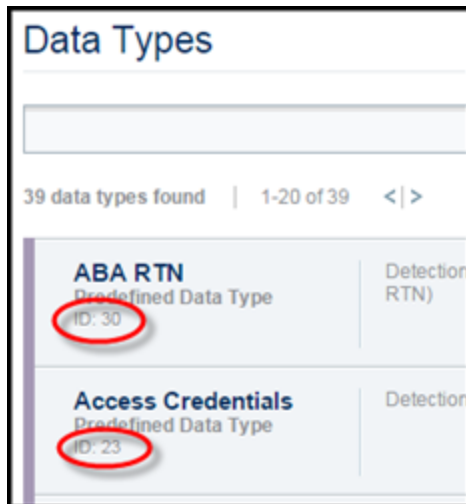 Data Types
39 data types found | 1-20 of 39 < | >
ABA RTN
Predefined Data Type
ID: 30
Detection
RTN)
Access Credentials
Predefined Data Type
ID: 23
Detection